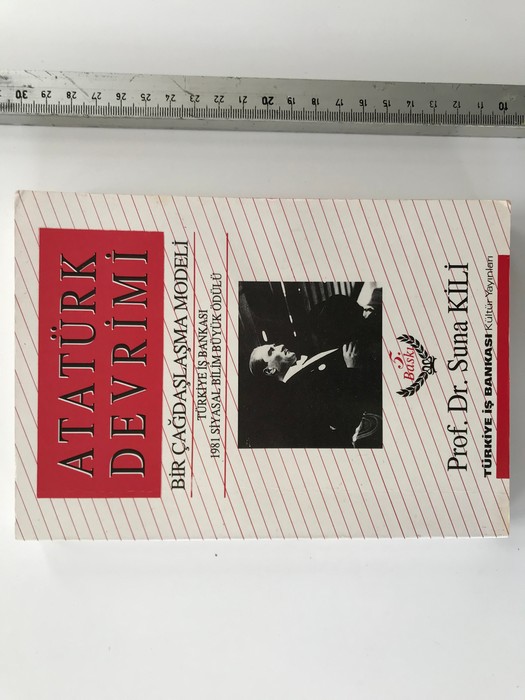 ATATÜRK
DEVRİMİ
BİR ÇAĞDAŞLAŞMA MODELİ
TÜRKİYE İŞ BANKASI
1981 SİYASAL BİLİM BÜYÜK ÖDÜLÜ
5.
Baskı
Prof. Dr. Suna KİLİ
TÜRKİYE İŞ BANKASI Kültür Yayınları
30 29 28 27 26 25 24 23 22 21 20 19 18 17 16 15 14 13 12 11 10